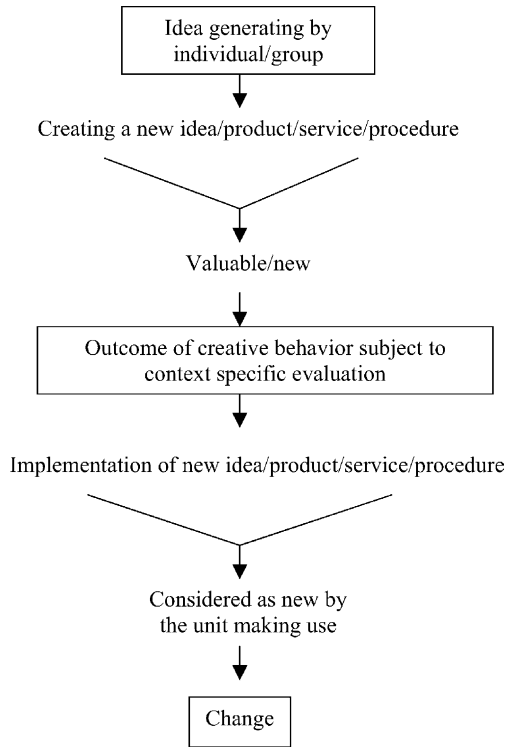 Idea generating by
individual/group
Creating a new idea/product/service/procedure
Valuable/new
Outcome of creative behavior subject to
context specific evaluation
Implementation of new idea/product/service/procedure
Considered as new by
the unit making use
Change